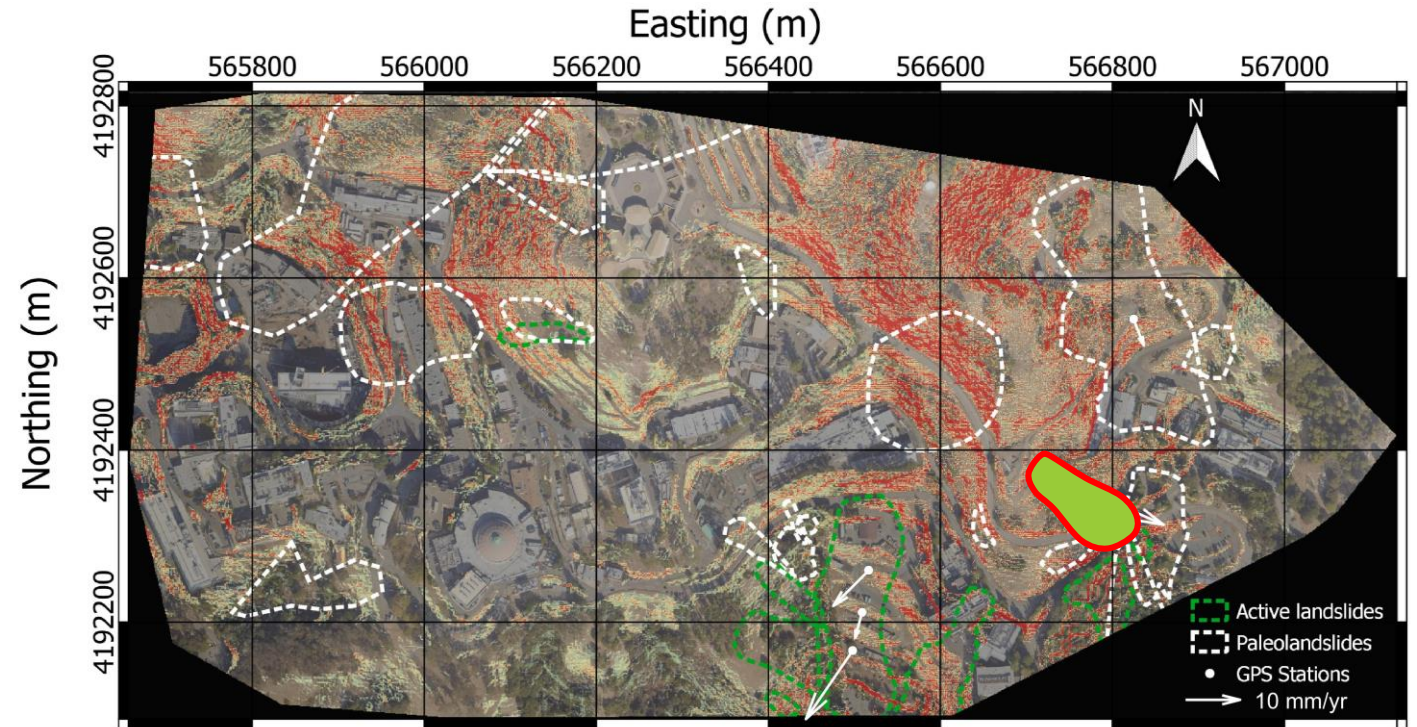 Easting (m)
565800 566000 566200 566400 566600 566800 567000
Northing (m)
4192800
4192600
4192400
4192200
N
Active landslides
Paleolandslides
GPS Stations
10 mm/yr